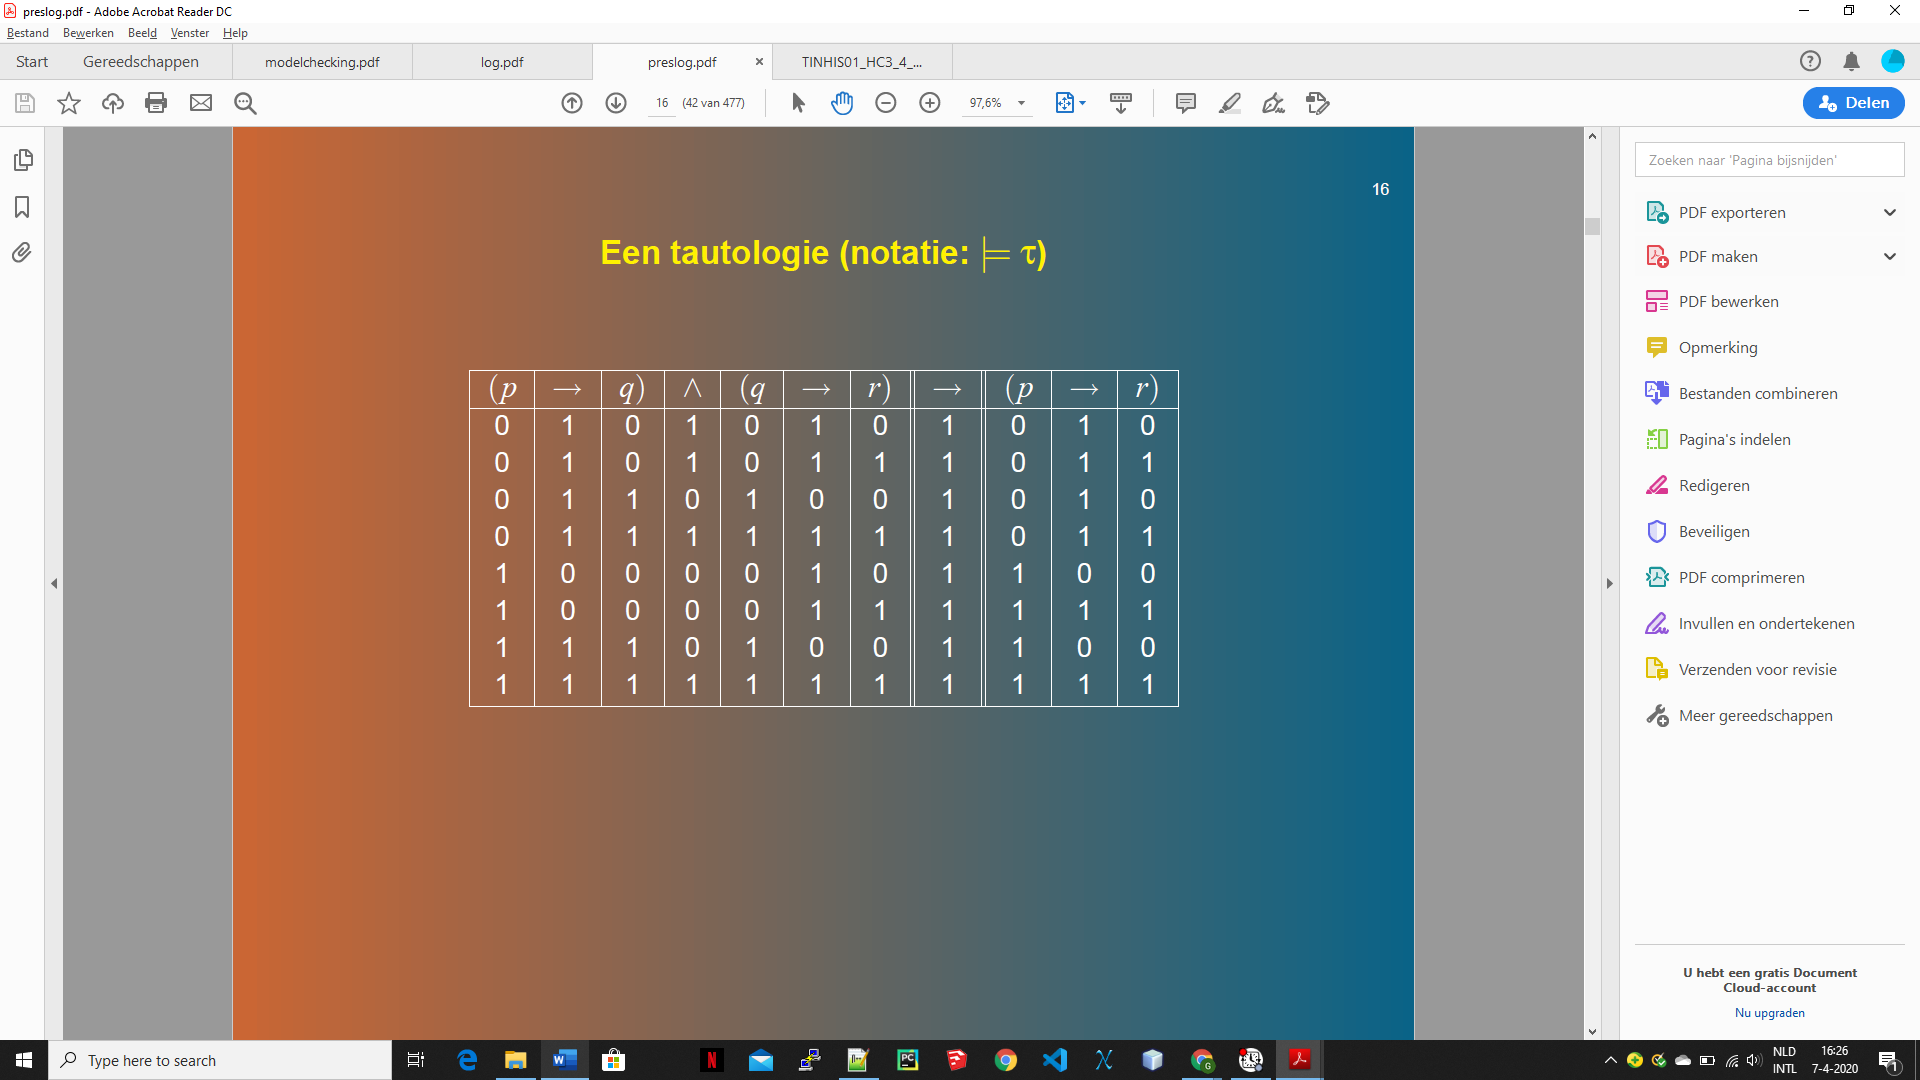 preslog.pdf - Adobe Acrobat Reader DC
Bestand Bewerken Beeld Venster Help
Start Gereedschappen modelchecking.pdf log.pdf preslog.pdf × TINHIS01_HC3_4_...
16 (42 van 477) 97,6% Delen
Zoeken naar 'Pagina bijsnijden'
PDF exporteren
PDF maken
PDF bewerken
Opmerking
Bestanden combineren
Pagina's indelen
Redigeren
Beveiligen
PDF comprimeren
Invullen en ondertekenen
Verzenden voor revisie
Meer gereedschappen
U hebt een gratis Document
Cloud-account
Nu upgraden
16
Een tautologie (notatie: ⊨ τ)
(p → q) ∧ (q → r) → (p → r)
0 1 0 1 0 1 0 1 0 1 0
0 1 0 1 0 1 1 1 0 1 1
0 1 1 0 1 0 0 1 0 1 0
0 1 1 1 1 1 1 1 0 1 1
1 0 0 0 0 1 0 1 1 0 0
1 0 0 0 0 1 1 1 1 1 1
1 1 1 0 1 0 0 1 1 0 0
1 1 1 1 1 1 1 1 1 1 1
Type here to search
NLD
INTL
16:26
7-4-2020
1